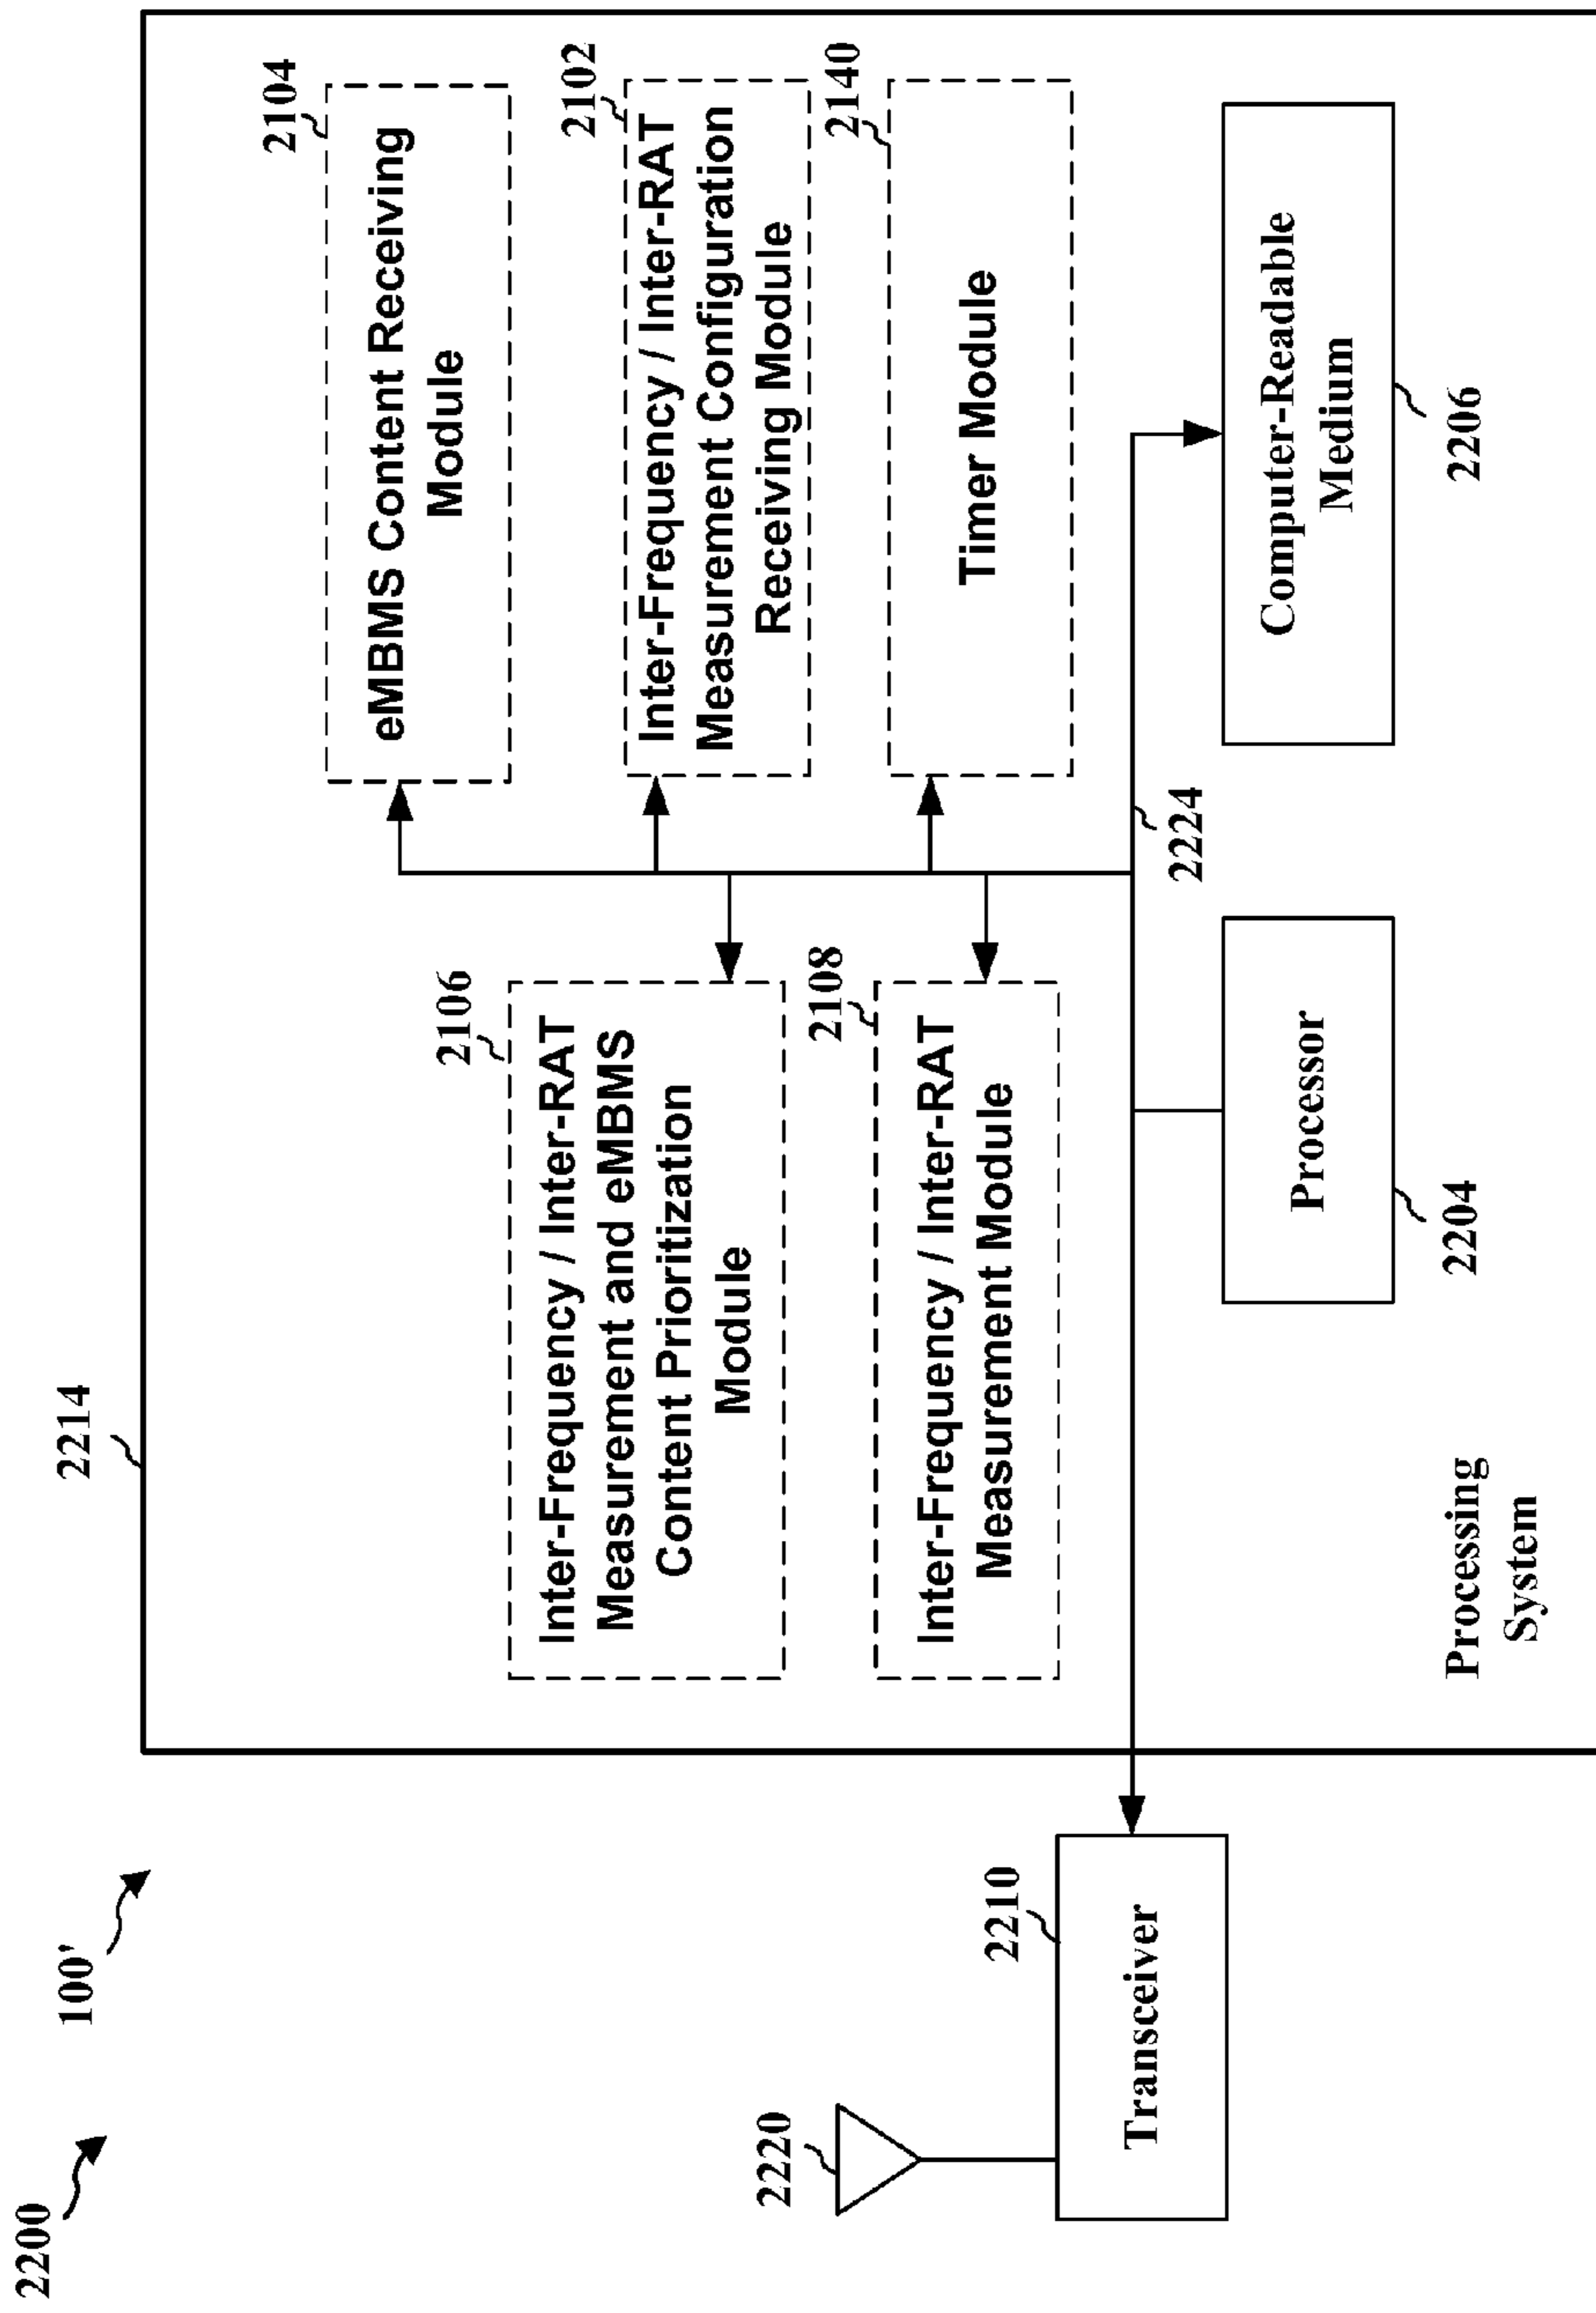 2200
100'
2214
2104
eMBMS Content Receiving
Module
2106
Inter-Frequency / Inter-RAT
Measurement and eMBMS
Content Prioritization
Module
2102
Inter-Frequency / Inter-RAT
Measurement Configuration
Receiving Module
2108
Inter-Frequency / Inter-RAT
Measurement Module
2140
Timer Module
2220
2210
Transceiver
2224
Processor
2204
Computer-Readable
Medium
2206
Processing
System